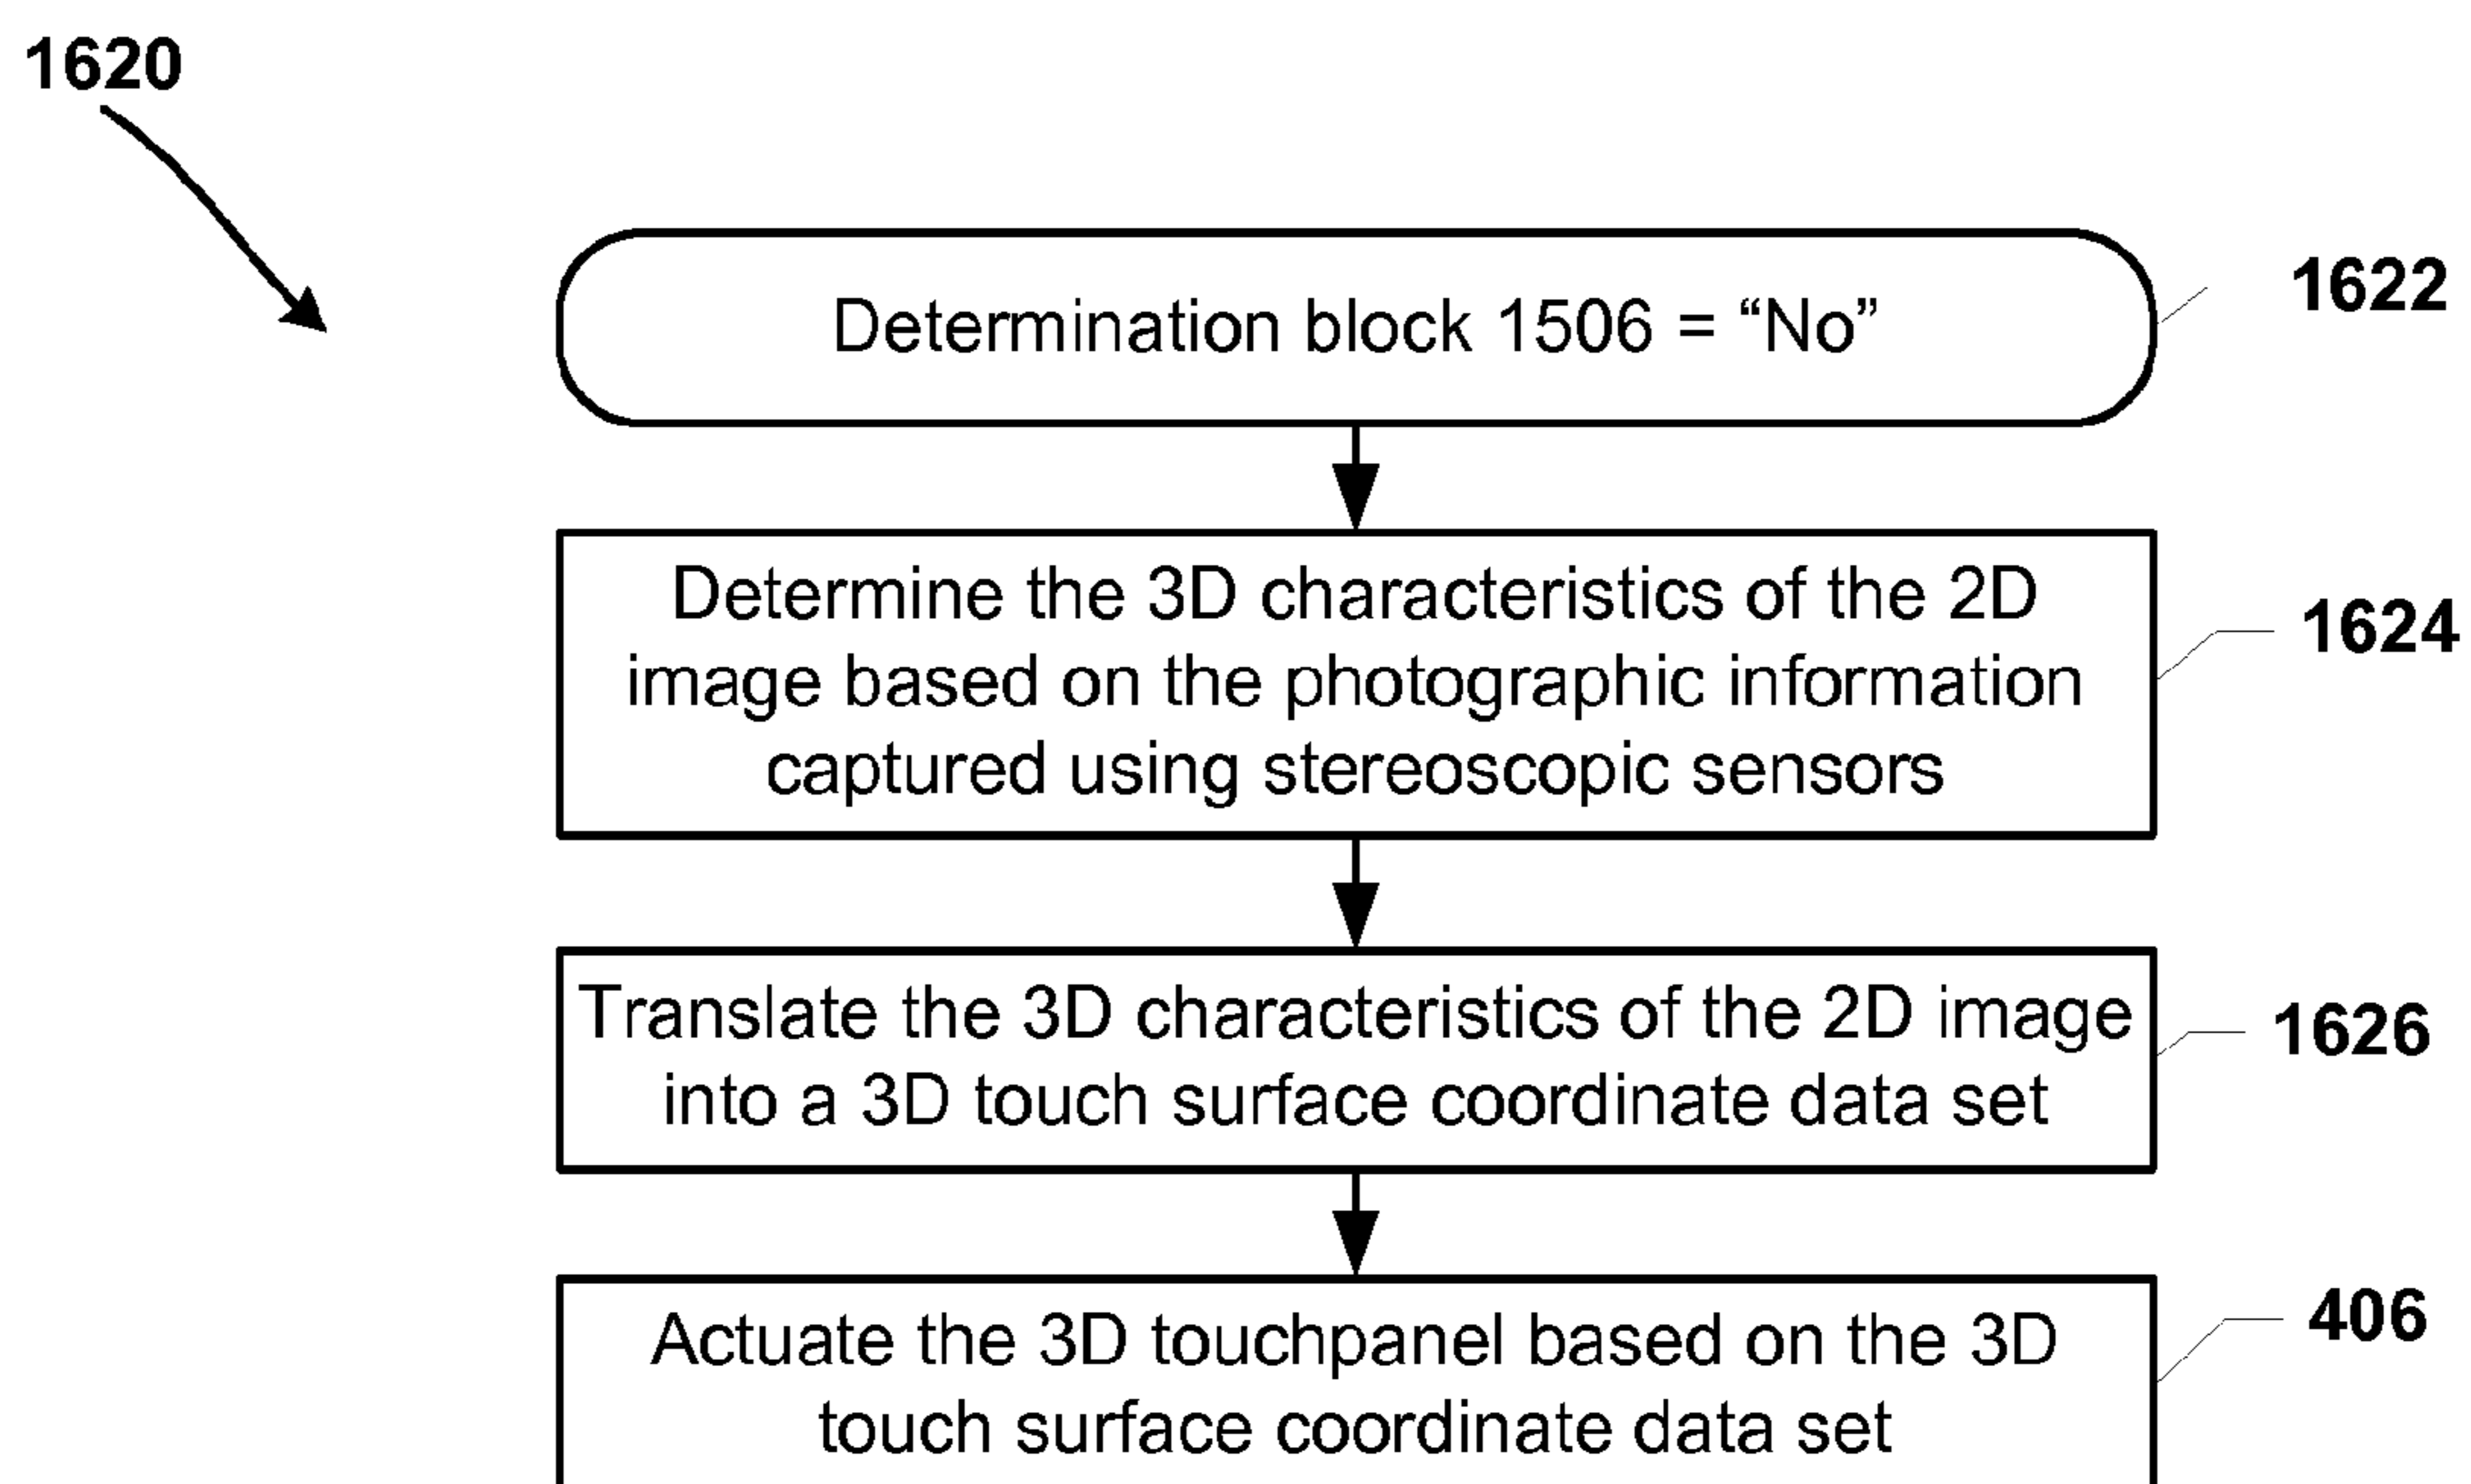 1620
Determination block 1506 = “No”
1622
Determine the 3D characteristics of the 2D
image based on the photographic information
captured using stereoscopic sensors
1624
Translate the 3D characteristics of the 2D image
into a 3D touch surface coordinate data set
1626
Actuate the 3D touchpanel based on the 3D
touch surface coordinate data set
406